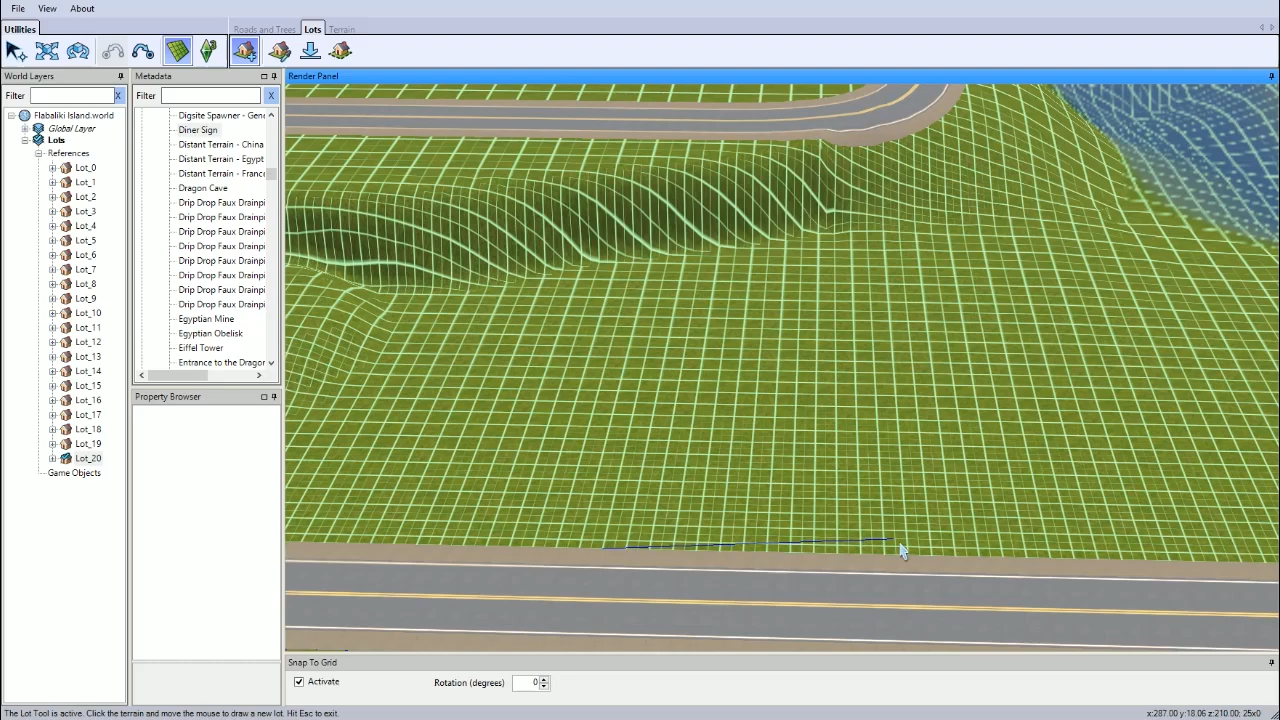 File View About
Utilities
Roads and Trees Lots Terrain
World Layers
Filter X
Flabaliki Island.world
Global Layer
Lots
References
Lot_0
Lot_1
Lot_2
Lot_3
Lot_4
Lot_5
Lot_6
Lot_7
Lot_8
Lot_9
Lot_10
Lot_11
Lot_12
Lot_13
Lot_14
Lot_15
Lot_16
Lot_17
Lot_18
Lot_19
Lot_20
Game Objects
Metadata
Filter X
Digsite Spawner - Gene
Diner Sign
Distant Terrain - China
Distant Terrain - Egypt
Distant Terrain - France
Dragon Cave
Drip Drop Faux Drainpi
Drip Drop Faux Drainpi
Drip Drop Faux Drainpi
Drip Drop Faux Drainpi
Drip Drop Faux Drainpi
Drip Drop Faux Drainpi
Drip Drop Faux Drainpi
Drip Drop Faux Drainpi
Egyptian Mine
Egyptian Obelisk
Eiffel Tower
Entrance to the Dragor
Property Browser
Render Panel
Snap To Grid
Activate Rotation (degrees) 0
The Lot Tool is active. Click the terrain and move the mouse to draw a new lot. Hit Esc to exit. x:287.00 y:18.06 z:210.00; 25x0